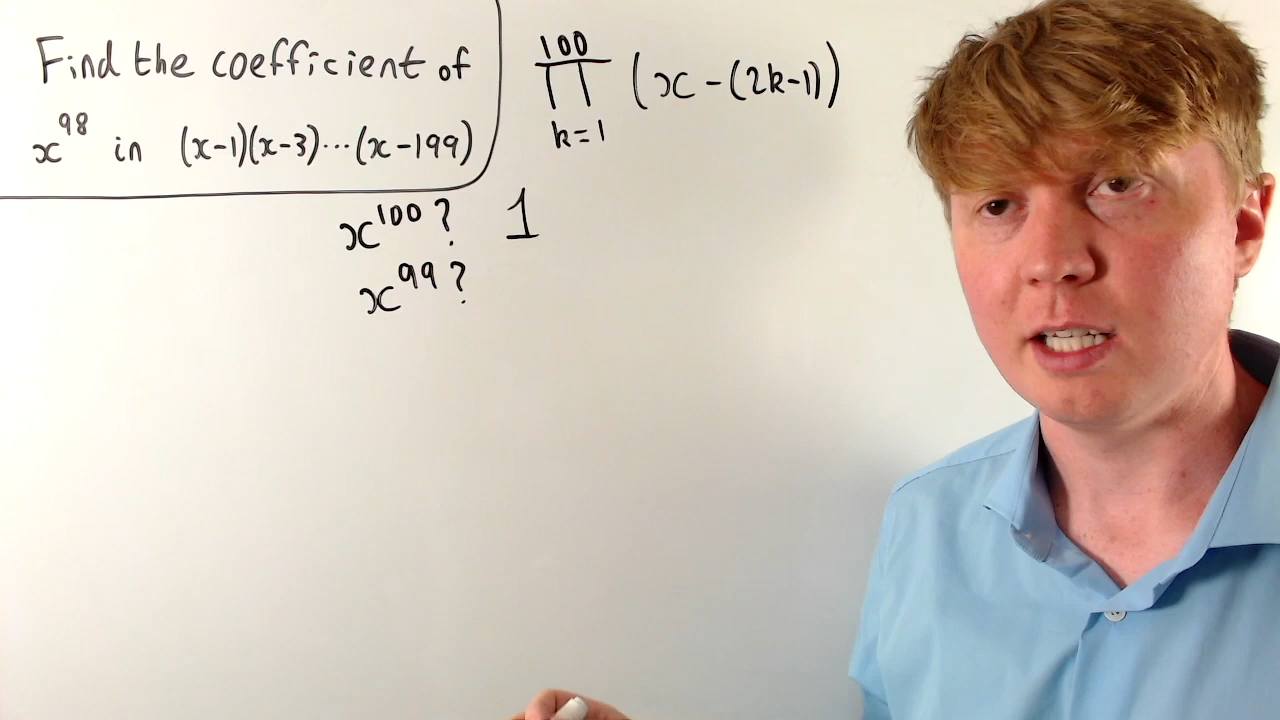 Find the coefficient of
x^98 in (x-1)(x-3)...(x-199)
100
∏ (x-(2k-1))
k=1
x^100? 1
x^99?